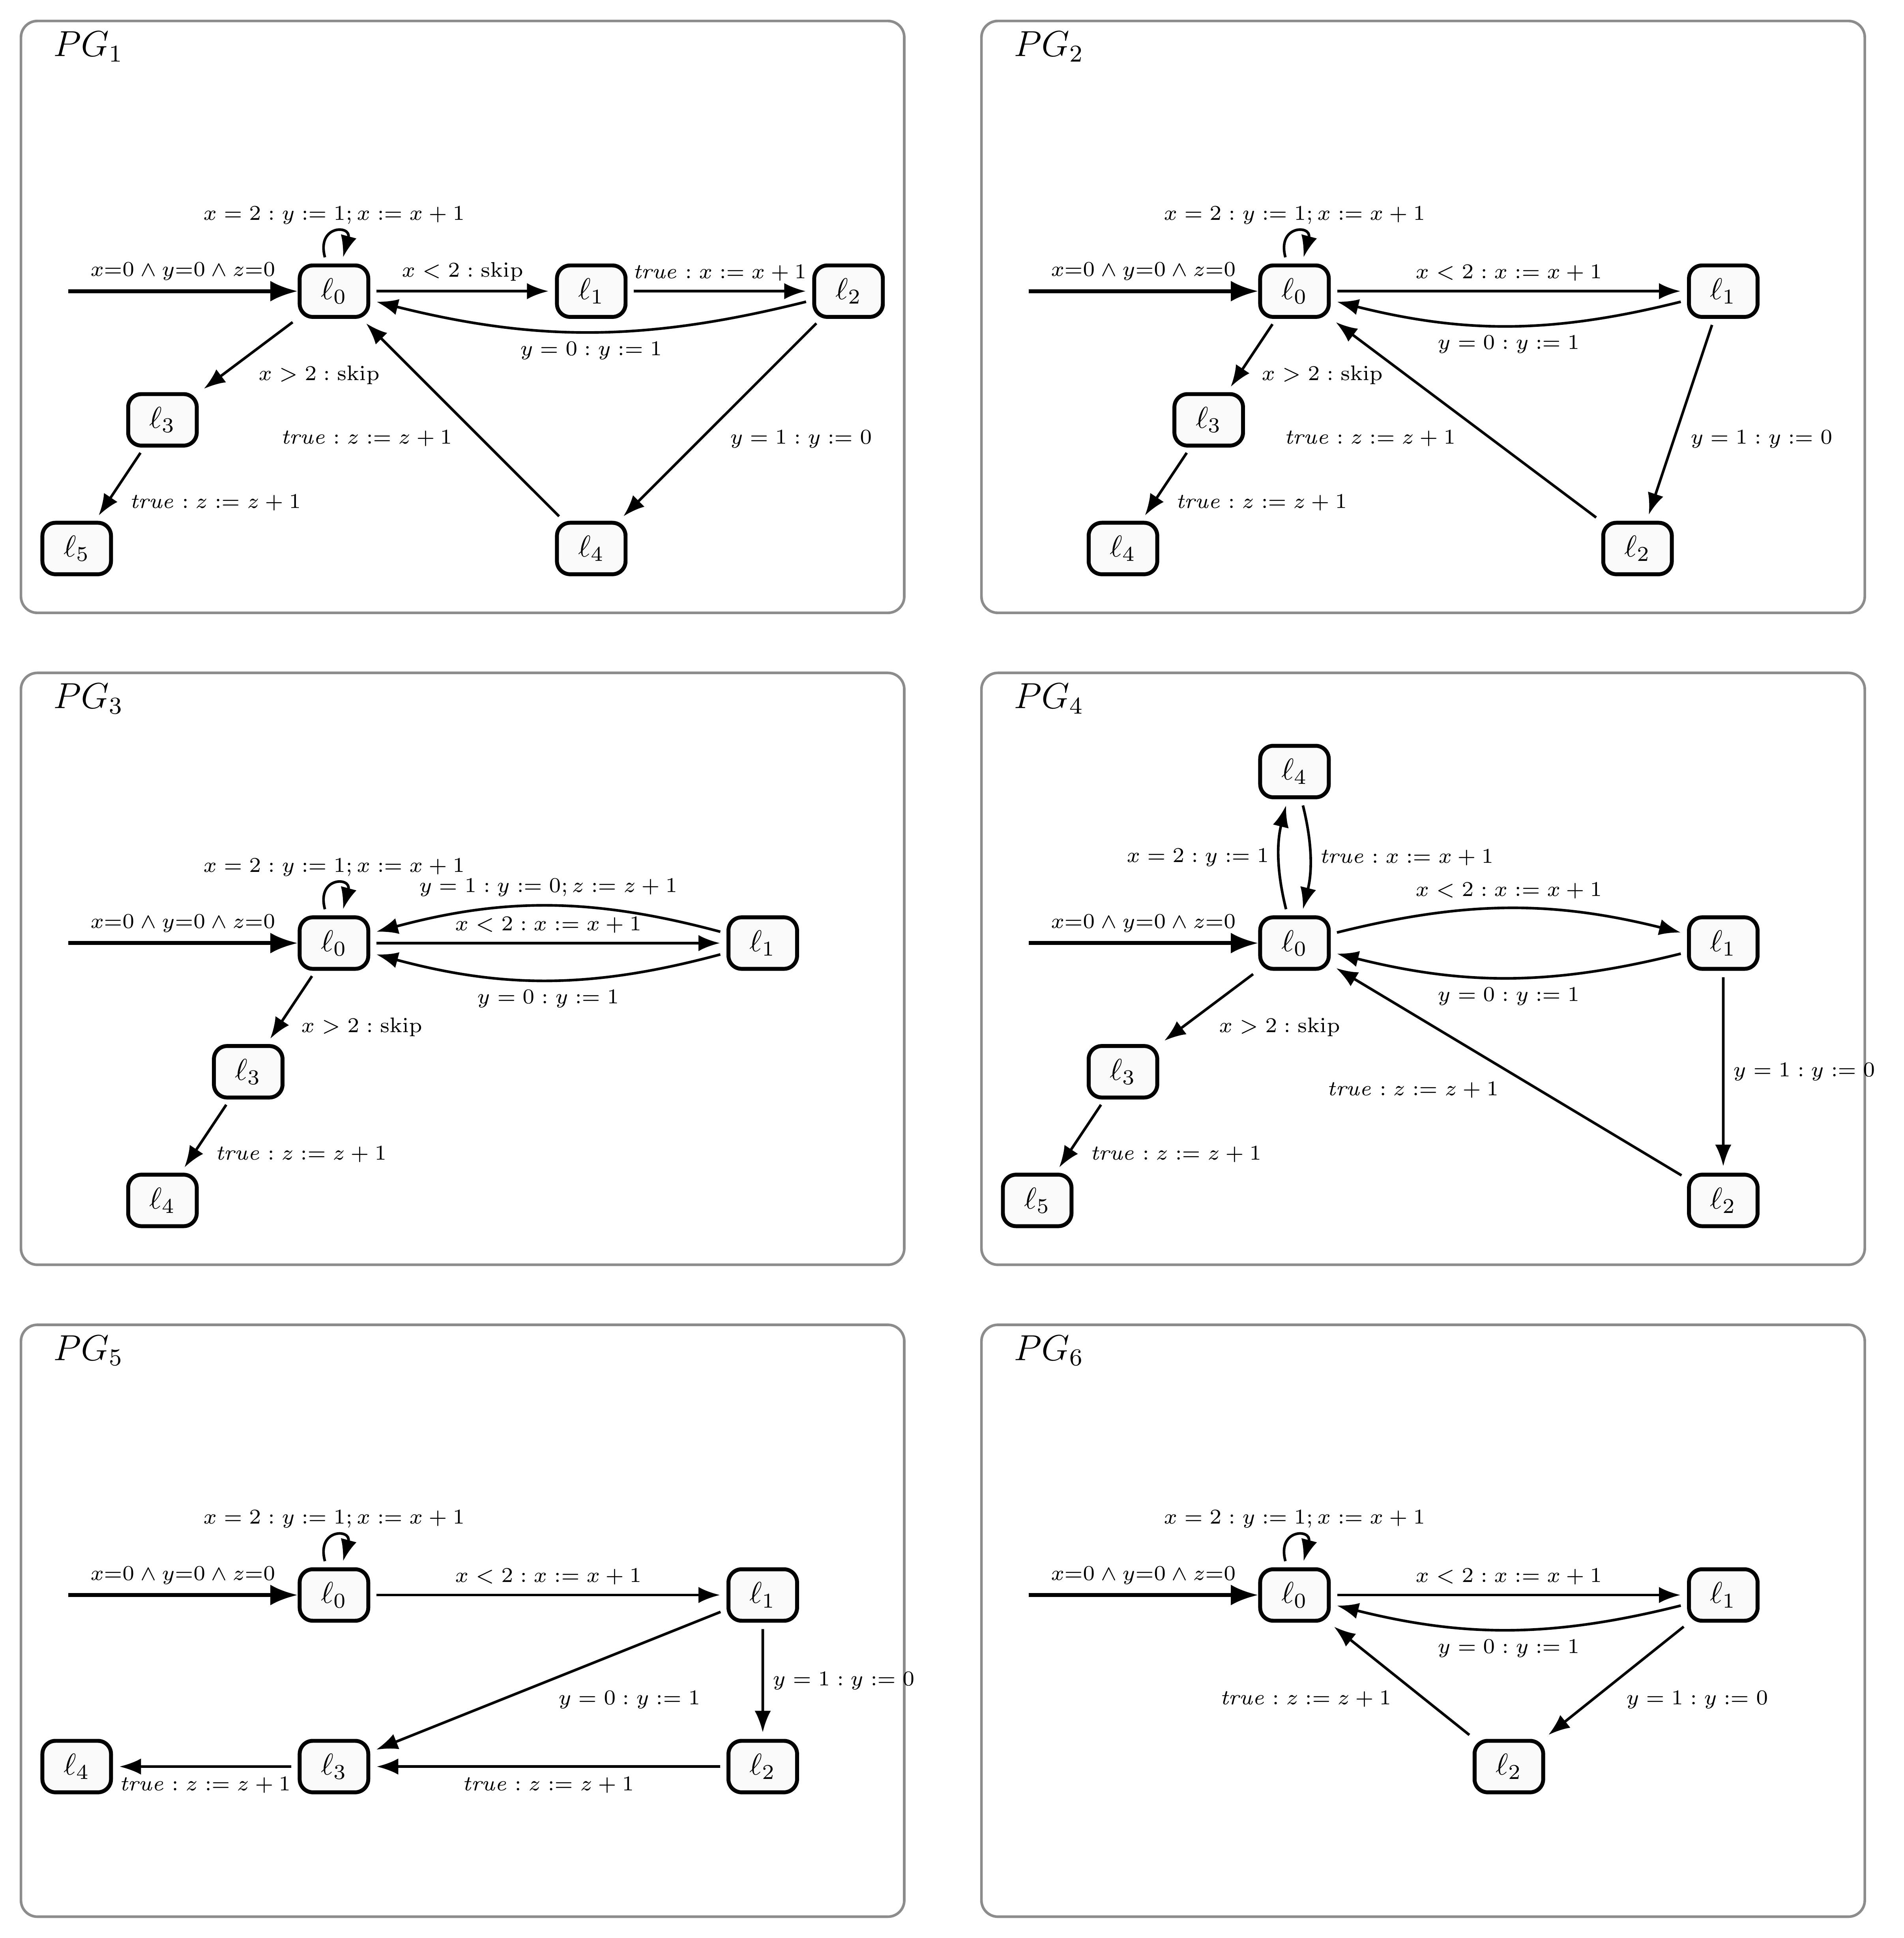 PG₁
x = 2 : y := 1; x := x + 1
x=0 ∧ y=0 ∧ z=0
ℓ₀
x < 2 : skip
ℓ₁
true : x := x + 1
ℓ₂
y = 0 : y := 1
x > 2 : skip
ℓ₃
true : z := z + 1
y = 1 : y := 0
true : z := z + 1
ℓ₅
ℓ₄
PG₂
x = 2 : y := 1; x := x + 1
x=0 ∧ y=0 ∧ z=0
ℓ₀
x < 2 : x := x + 1
ℓ₁
y = 0 : y := 1
x > 2 : skip
ℓ₃
true : z := z + 1
y = 1 : y := 0
true : z := z + 1
ℓ₄
ℓ₂
PG₃
x = 2 : y := 1; x := x + 1
y = 1 : y := 0; z := z + 1
x=0 ∧ y=0 ∧ z=0
ℓ₀
x < 2 : x := x + 1
ℓ₁
y = 0 : y := 1
x > 2 : skip
ℓ₃
true : z := z + 1
ℓ₄
PG₄
ℓ₄
x = 2 : y := 1
true : x := x + 1
x < 2 : x := x + 1
x=0 ∧ y=0 ∧ z=0
ℓ₀
ℓ₁
y = 0 : y := 1
x > 2 : skip
ℓ₃
true : z := z + 1
y = 1 : y := 0
true : z := z + 1
ℓ₅
ℓ₂
PG₅
x = 2 : y := 1; x := x + 1
x=0 ∧ y=0 ∧ z=0
ℓ₀
x < 2 : x := x + 1
ℓ₁
y = 1 : y := 0
y = 0 : y := 1
ℓ₄
true : z := z + 1
ℓ₃
true : z := z + 1
ℓ₂
PG₆
x = 2 : y := 1; x := x + 1
x=0 ∧ y=0 ∧ z=0
ℓ₀
x < 2 : x := x + 1
ℓ₁
y = 0 : y := 1
true : z := z + 1
y = 1 : y := 0
ℓ₂